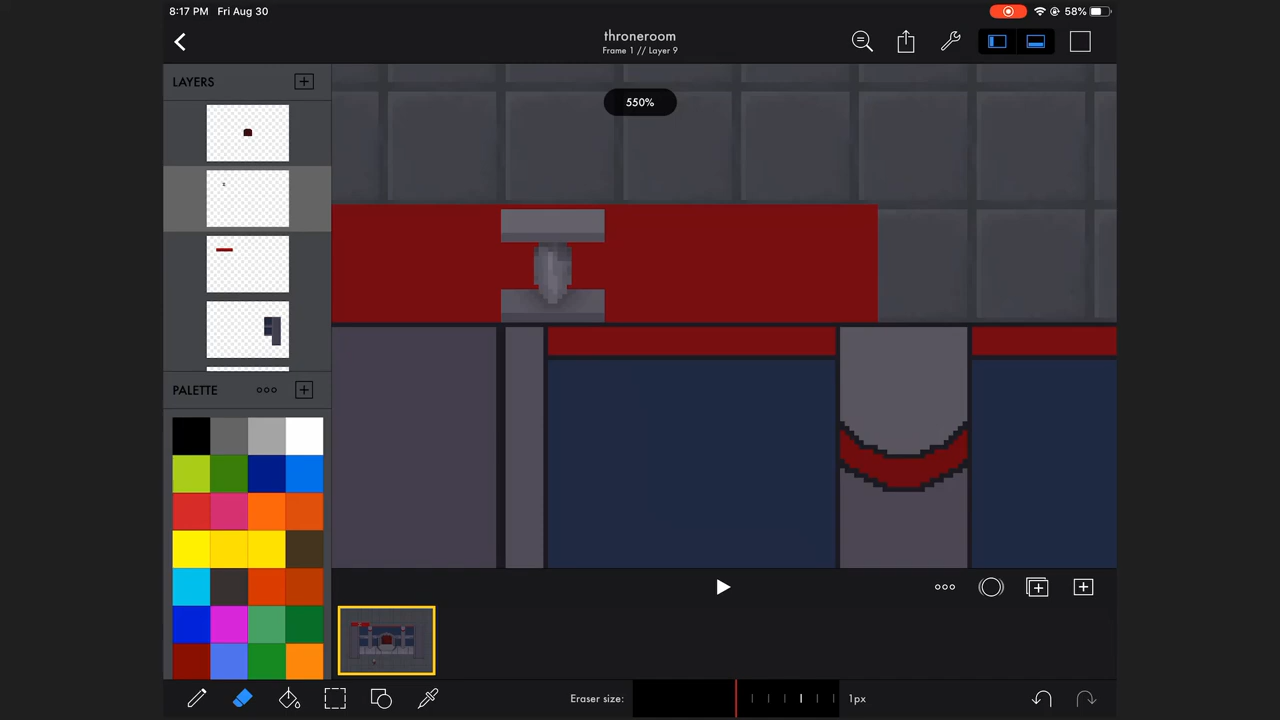 8:17 PM Fri Aug 30
58%
throneroom
Frame 1 // Layer 9
LAYERS
550%
PALETTE
Eraser size:
1px